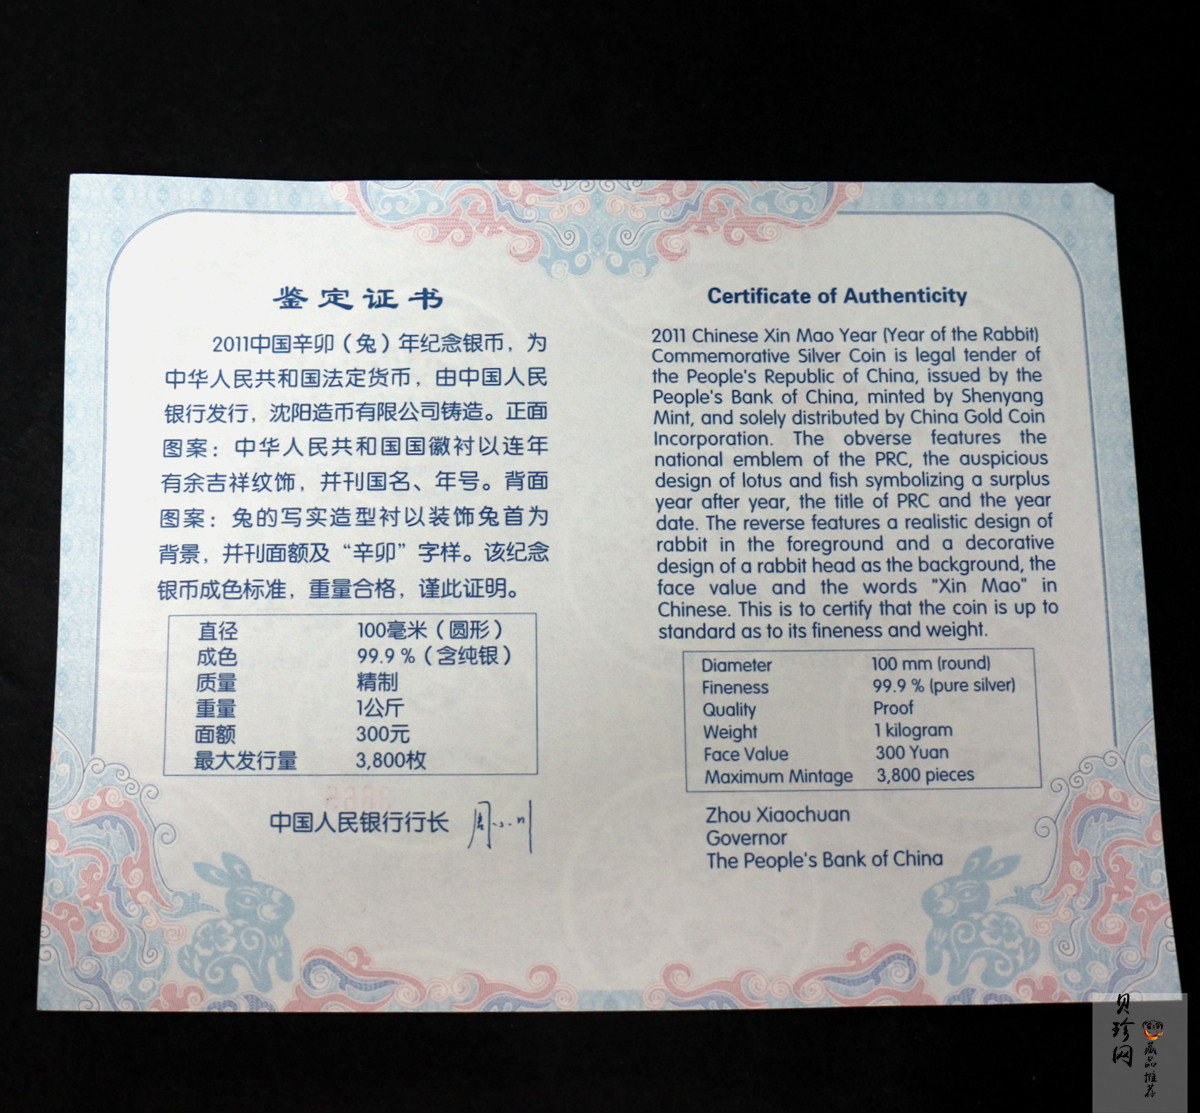 鉴定证书
2011中国辛卯（兔）年纪念银币，为
中华人民共和国法定货币，由中国人民
银行发行，沈阳造币有限公司铸造。正面
图案：中华人民共和国国徽衬以连年
有余吉祥纹饰，并刊国名、年号。背面
图案：兔的写实造型衬以装饰兔首为
背景，并刊面额及“辛卯”字样。该纪念
银币成色标准，重量合格，谨此证明。
直径 100毫米（圆形）
成色 99.9％（含纯银）
质量 精制
重量 1公斤
面额 300元
最大发行量 3,800枚
中国人民银行行长 周小川
Certificate of Authenticity
2011 Chinese Xin Mao Year (Year of the Rabbit)
Commemorative Silver Coin is legal tender of
the People's Republic of China, issued by the
People's Bank of China, minted by Shenyang
Mint, and solely distributed by China Gold Coin
Incorporation. The obverse features the
national emblem of the PRC, the auspicious
design of lotus and fish symbolizing a surplus
year after year, the title of PRC and the year
date. The reverse features a realistic design of
rabbit in the foreground and a decorative
design of a rabbit head as the background, the
face value and the words "Xin Mao" in
Chinese. This is to certify that the coin is up to
standard as to its fineness and weight.
Diameter 100 mm (round)
Fineness 99.9 % (pure silver)
Quality Proof
Weight 1 kilogram
Face Value 300 Yuan
Maximum Mintage 3,800 pieces
Zhou Xiaochuan
Governor
The People's Bank of China
贝珍网
藏品推荐